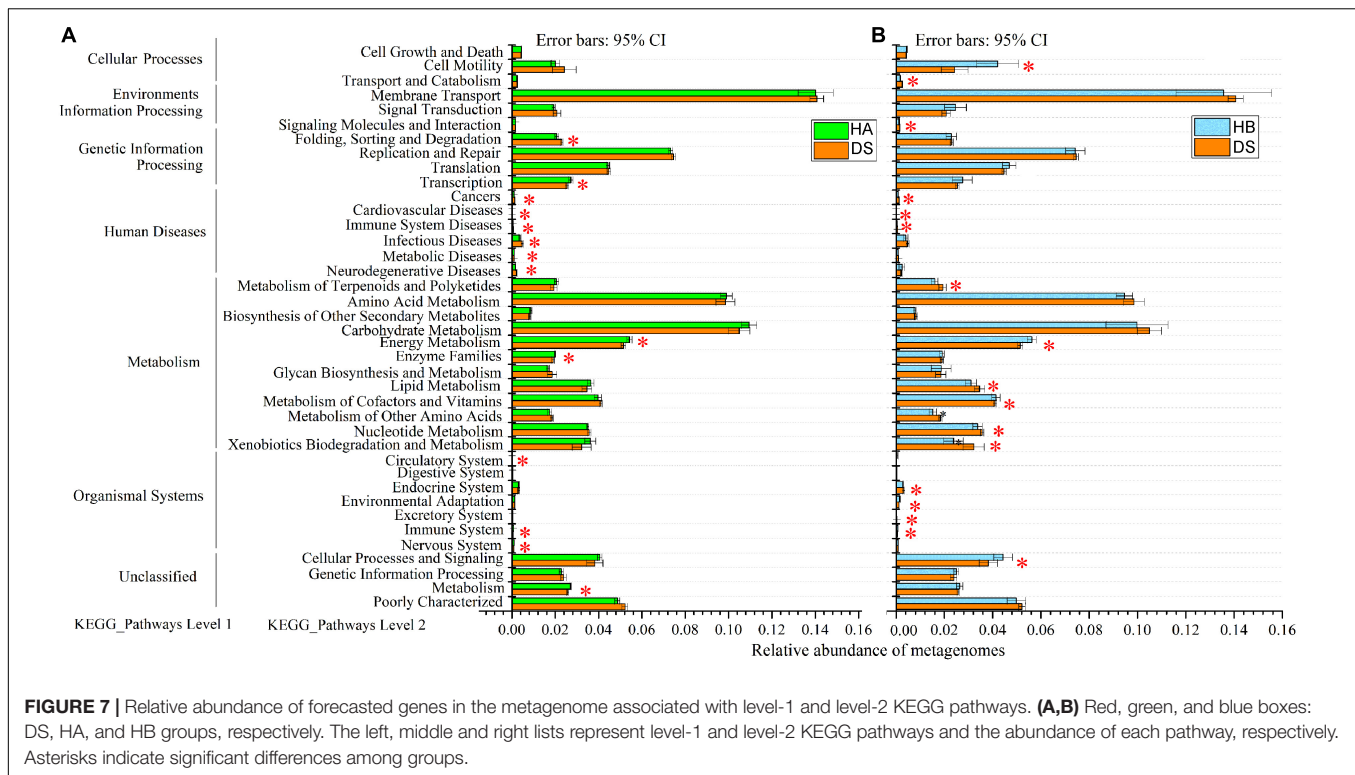 A
Error bars: 95% CI
B
Error bars: 95% CI
Cellular Processes
Cell Growth and Death
Cell Motility
Transport and Catabolism
Environments
Information Processing
Membrane Transport
Signal Transduction
Signaling Molecules and Interaction
Genetic Information
Processing
Folding, Sorting and Degradation
Replication and Repair
Translation
Transcription
Human Diseases
Cancers
Cardiovascular Diseases
Immune System Diseases
Infectious Diseases
Metabolic Diseases
Neurodegenerative Diseases
Metabolism
Metabolism of Terpenoids and Polyketides
Amino Acid Metabolism
Biosynthesis of Other Secondary Metabolites
Carbohydrate Metabolism
Energy Metabolism
Enzyme Families
Glycan Biosynthesis and Metabolism
Lipid Metabolism
Metabolism of Cofactors and Vitamins
Metabolism of Other Amino Acids
Nucleotide Metabolism
Xenobiotics Biodegradation and Metabolism
Organismal Systems
Circulatory System
Digestive System
Endocrine System
Environmental Adaptation
Excretory System
Immune System
Nervous System
Unclassified
Cellular Processes and Signaling
Genetic Information Processing
Metabolism
Poorly Characterized
HA
DS
HB
DS
KEGG_Pathways Level 1
KEGG_Pathways Level 2
0.00 0.04 0.08 0.10 0.12 0.14 0.16
0.00 0.04 0.06 0.08 0.10 0.12 0.14 0.16
Relative abundance of metagenomes
FIGURE 7 | Relative abundance of forecasted genes in the metagenome associated with level-1 and level-2 KEGG pathways. (A,B) Red, green, and blue boxes:
DS, HA, and HB groups, respectively. The left, middle and right lists represent level-1 and level-2 KEGG pathways and the abundance of each pathway, respectively.
Asterisks indicate significant differences among groups.